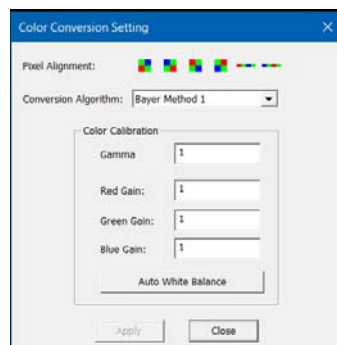 Color Conversion Setting
Pixel Alignment:
Conversion Algorithm: Bayer Method 1
Color Calibration
Gamma 1
Red Gain: 1
Green Gain: 1
Blue Gain: 1
Auto White Balance
Apply Close